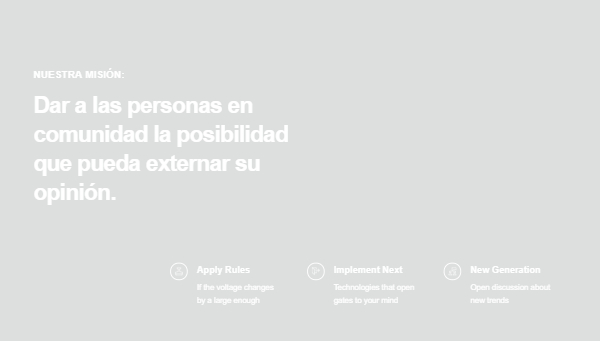 NUESTRA MISIÓN:
Dar a las personas en
comunidad la posibilidad
que pueda externar su
opinión.
Apply Rules
If the voltage changes
by a large enough
Implement Next
Technologies that open
gates to your mind
New Generation
Open discussion about
new trends